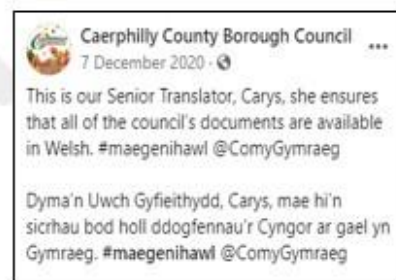 Caerphilly County Borough Council
7 December 2020 ·
This is our Senior Translator, Carys, she ensures
that all of the council's documents are available
in Welsh. #maegenihawl @ComyGymraeg
Dyma'n Uwch Gyfieithydd, Carys, mae hi'n
sicrhau bod holl ddogfennau'r Cyngor ar gael yn
Gymraeg. #maegenihawl @ComyGymraeg